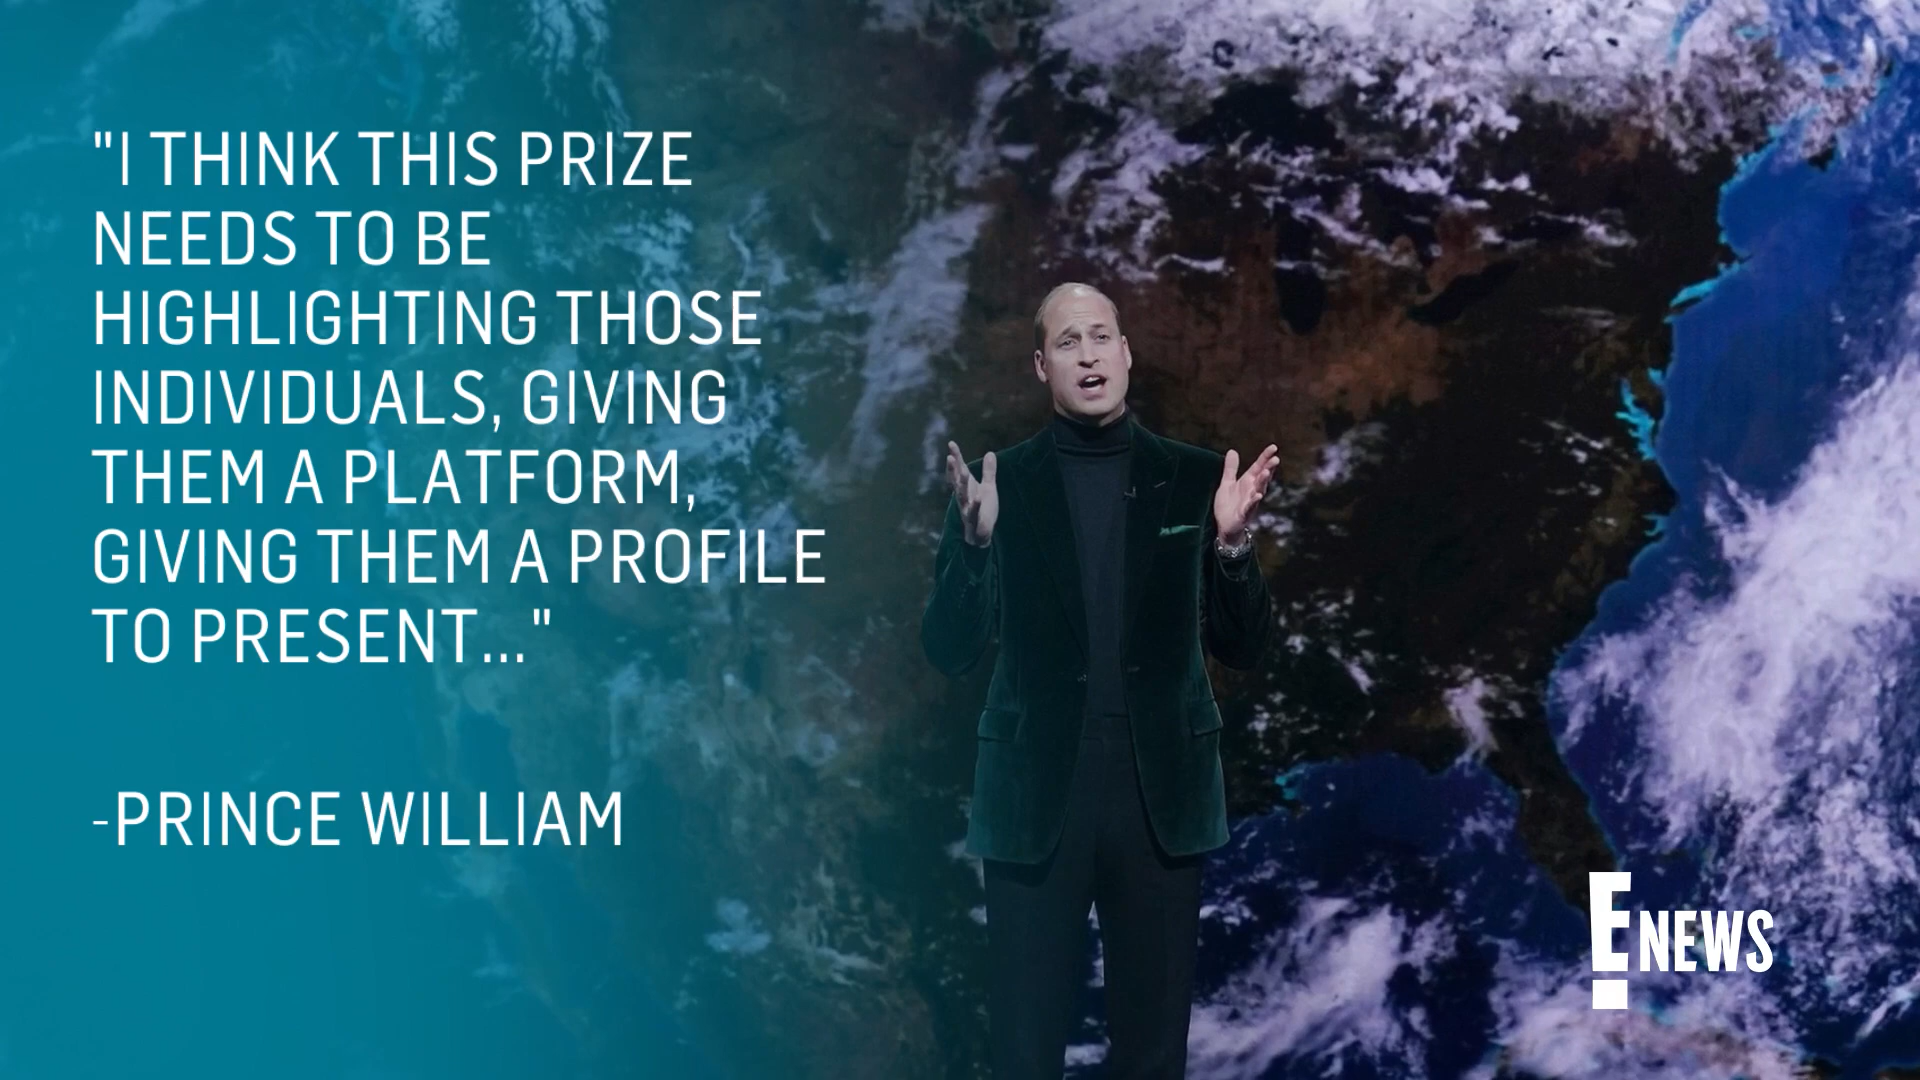 "I THINK THIS PRIZE
NEEDS TO BE
HIGHLIGHTING THOSE
INDIVIDUALS, GIVING
THEM A PLATFORM,
GIVING THEM A PROFILE
TO PRESENT..."
-PRINCE WILLIAM
E! NEWS